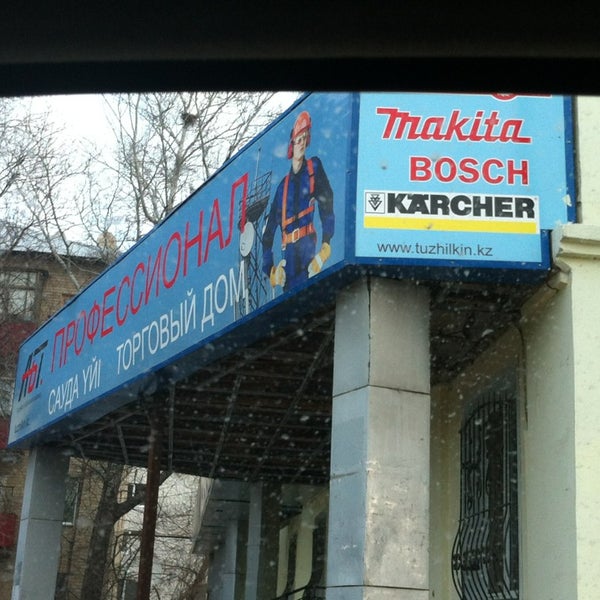 ПРОФЕССИОНАЛ
САУДА ҮЙІ ТОРГОВЫЙ ДОМ
makita
BOSCH
KÄRCHER
www.tuzhilkin.kz